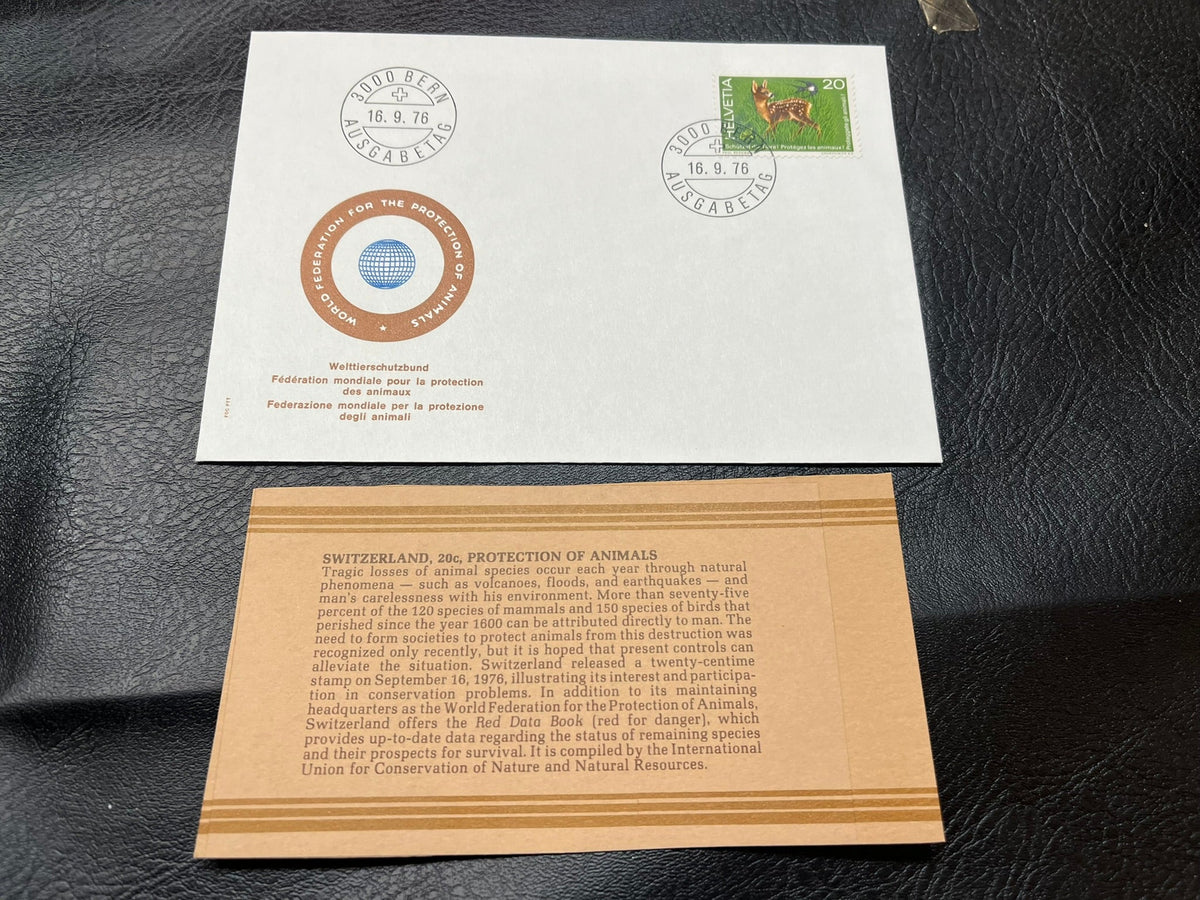 3000 BERN
16. 9. 76
AUSGABETAG
HELVETIA
20
Protégez les animaux!
3000
16. 9. 76
AUSGABETAG
WORLD FEDERATION FOR THE PROTECTION OF ANIMALS
Welttierschutzbund
Fédération mondiale pour la protection
des animaux
Federazione mondiale per la protezione
degli animali
SWITZERLAND, 20c, PROTECTION OF ANIMALS
Tragic losses of animal species occur each year through natural
phenomena — such as volcanoes, floods, and earthquakes — and
man's carelessness with his environment. More than seventy-five
percent of the 120 species of mammals and 150 species of birds that
perished since the year 1600 can be attributed directly to man. The
need to form societies to protect animals from this destruction was
recognized only recently, but it is hoped that present controls can
alleviate the situation. Switzerland released a twenty-centime
stamp on September 16, 1976, illustrating its interest and participa-
tion in conservation problems. In addition to its maintaining
headquarters as the World Federation for the Protection of Animals,
Switzerland offers the Red Data Book (red for danger), which
provides up-to-date data regarding the status of remaining species
and their prospects for survival. It is compiled by the International
Union for Conservation of Nature and Natural Resources.